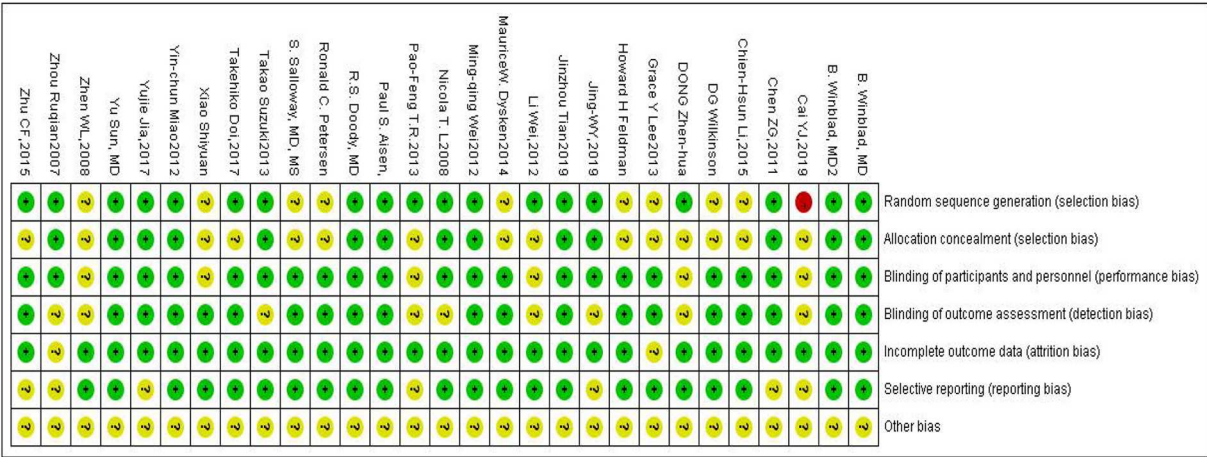 Zhu CF,2015
Zhou Ruqian2007
Zhen WL,2008
Yu Sun, MD
Yujie Jia,2017
Yin-chun Miao2012
Xiao Shiyuan
Takehiko Doi,2017
Takao Suzuki2013
S. Salloway, MD, MS
Ronald C. Petersen
R.S. Doody, MD
Paul S. Aisen,
Pao-Feng T.R.2013
Nicola T. L2008
Ming-qing Wei2012
MauriceW. Dysken2014
Li Wei,2012
Jinzhou Tian2019
Jing-WY,2019
Howard H Feldman
Grace Y Lee2013
DONG Zhen-hua
DG Wilkinson
Chien-Hsun Li,2015
Chen ZG,2011
Cai YJ,2019
B. Winblad, MD2
B. Winblad, MD
Random sequence generation (selection bias)
Allocation concealment (selection bias)
Blinding of participants and personnel (performance bias)
Blinding of outcome assessment (detection bias)
Incomplete outcome data (attrition bias)
Selective reporting (reporting bias)
Other bias